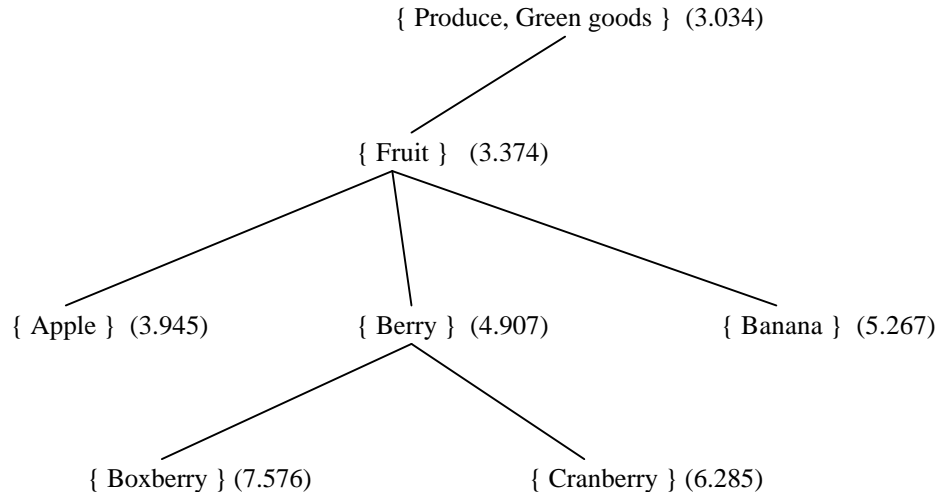 { Produce, Green goods } (3.034)
{ Fruit } (3.374)
{ Apple } (3.945) { Berry } (4.907) { Banana } (5.267)
{ Boxberry } (7.576) { Cranberry } (6.285)